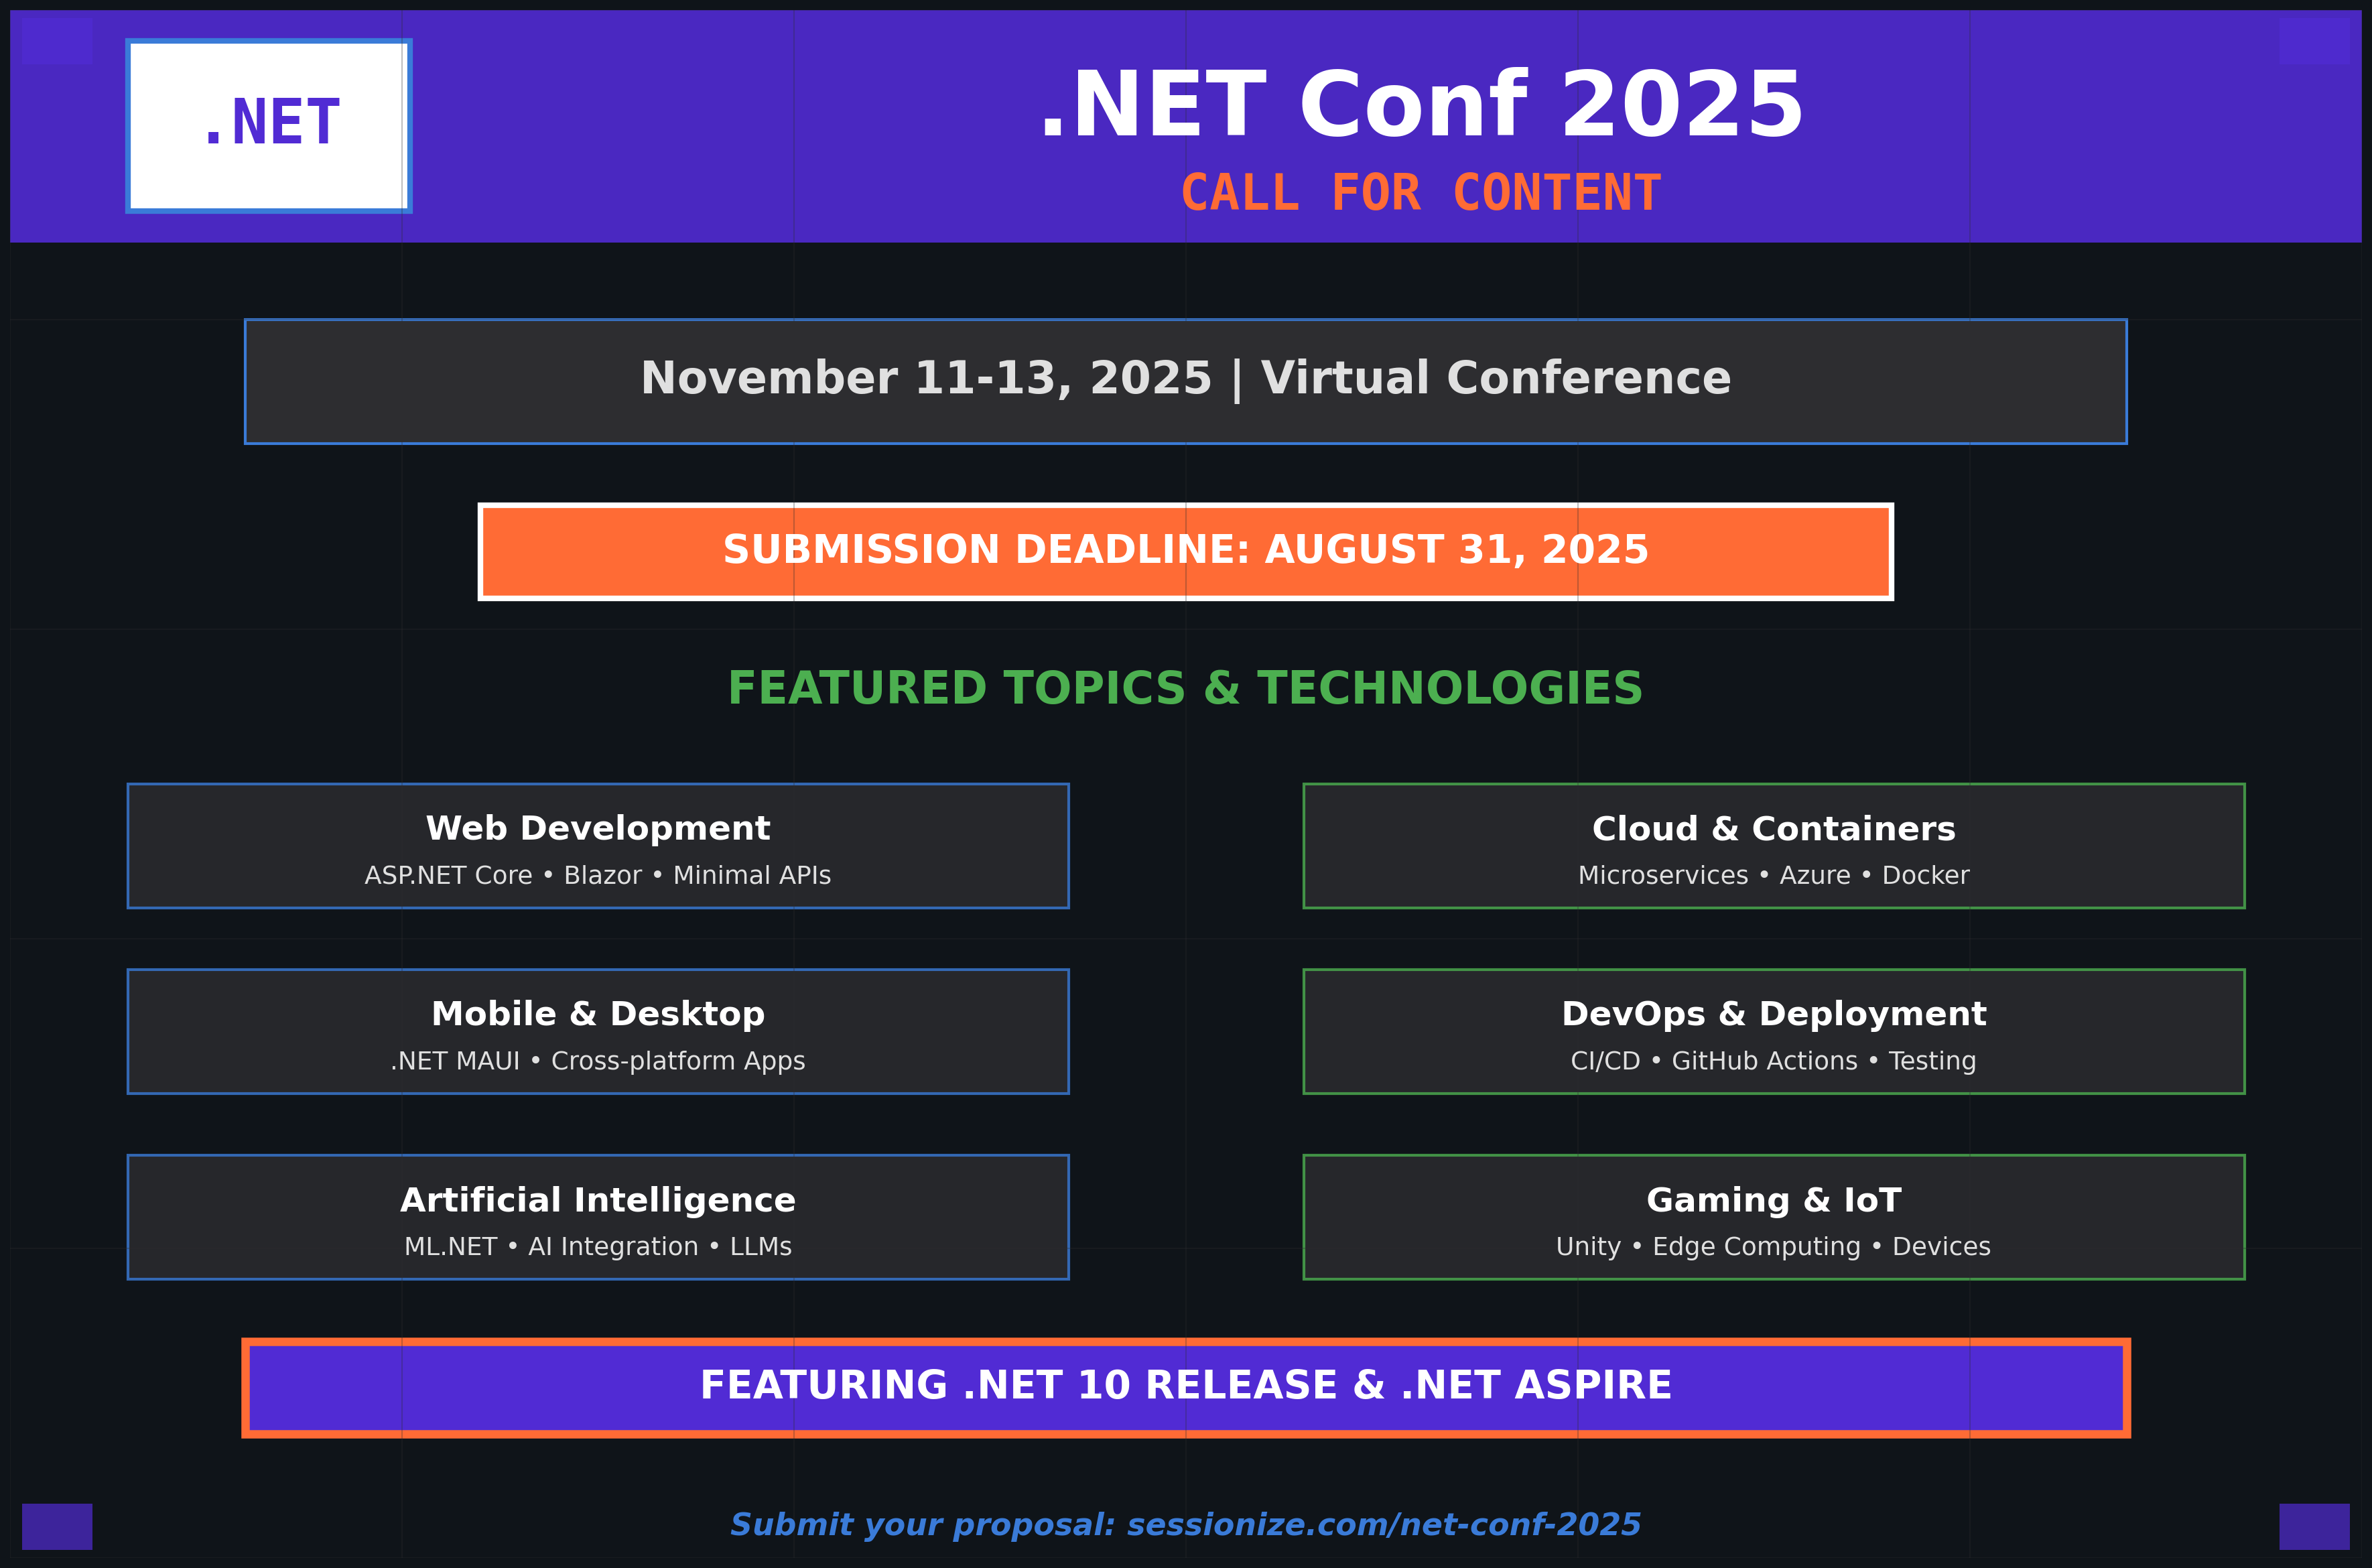 .NET
.NET Conf 2025
CALL FOR CONTENT
November 11-13, 2025 | Virtual Conference
SUBMISSION DEADLINE: AUGUST 31, 2025
FEATURED TOPICS & TECHNOLOGIES
Web Development
ASP.NET Core • Blazor • Minimal APIs
Cloud & Containers
Microservices • Azure • Docker
Mobile & Desktop
.NET MAUI • Cross-platform Apps
DevOps & Deployment
CI/CD • GitHub Actions • Testing
Artificial Intelligence
ML.NET • AI Integration • LLMs
Gaming & IoT
Unity • Edge Computing • Devices
FEATURING .NET 10 RELEASE & .NET ASPIRE
Submit your proposal: sessionize.com/net-conf-2025